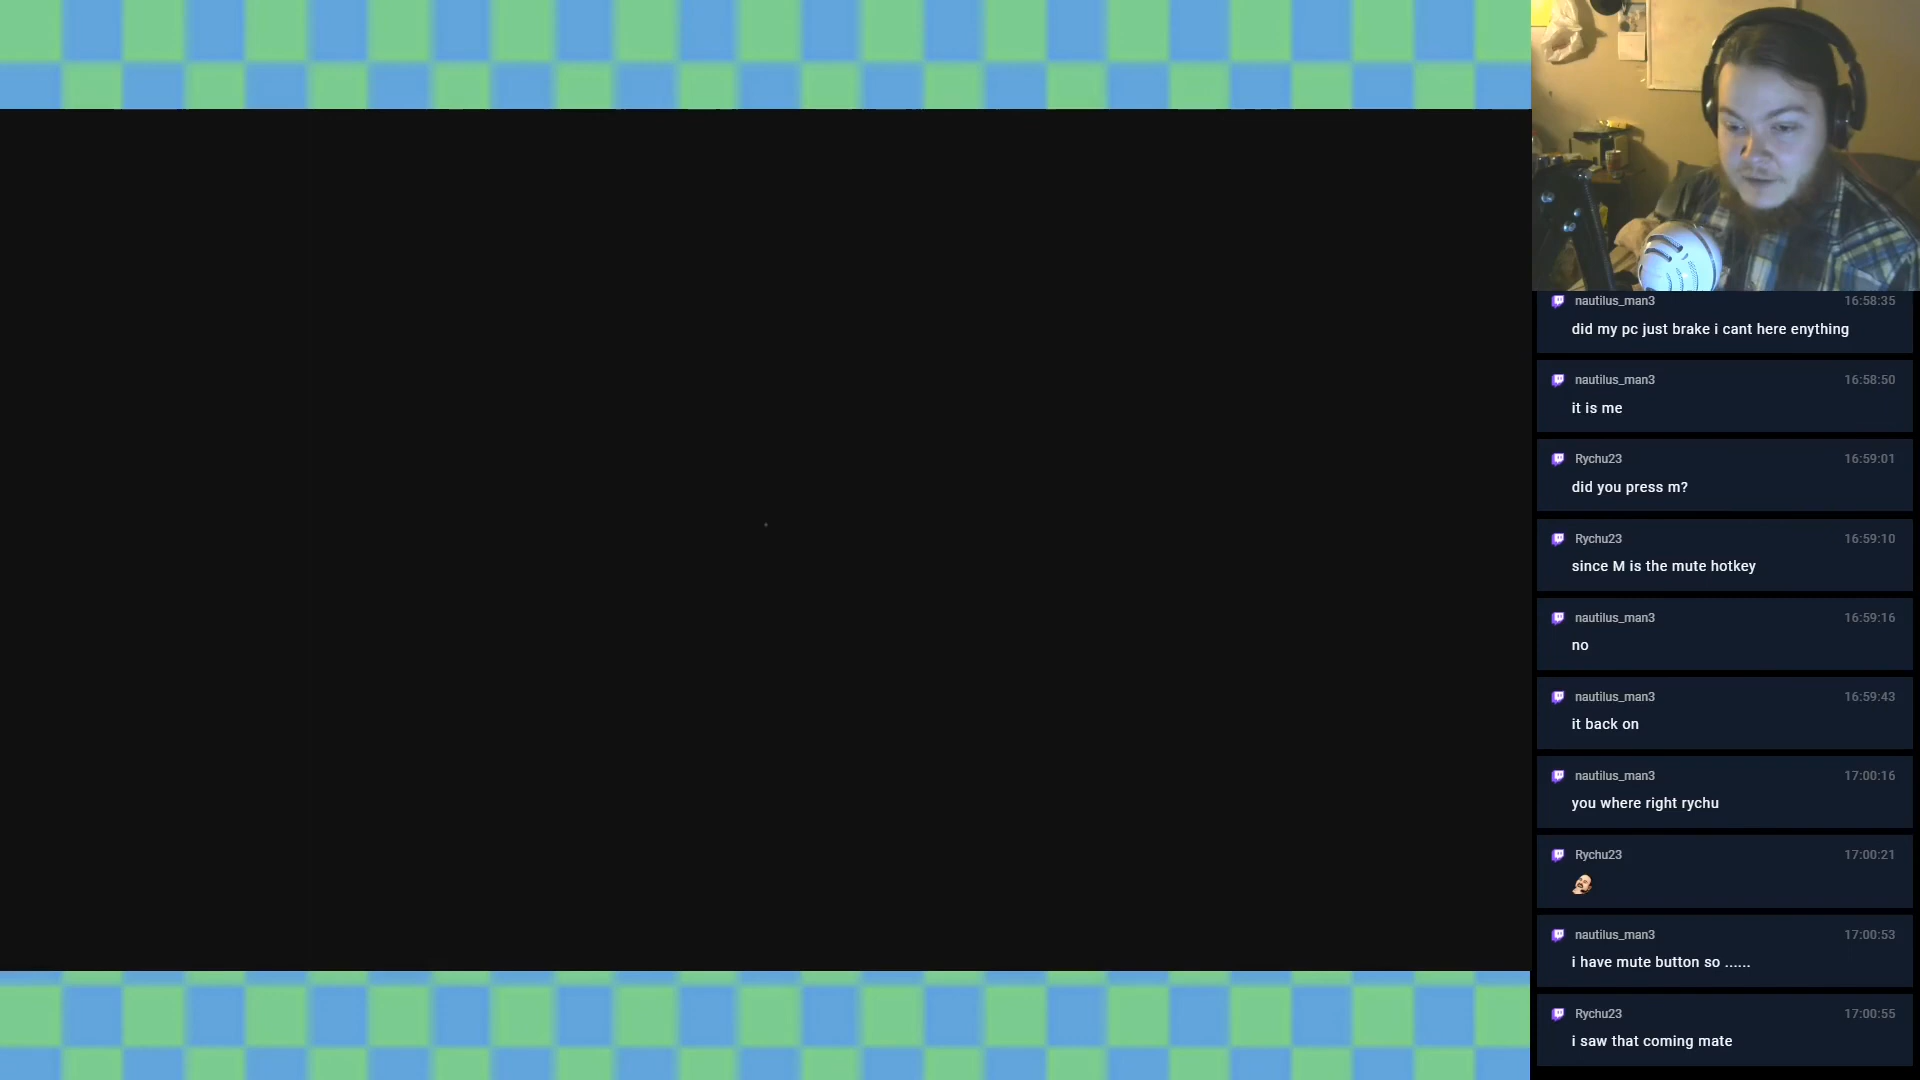 nautilus_man3 16:58:35
did my pc just brake i cant here enything
nautilus_man3 16:58:50
it is me
Rychu23 16:59:01
did you press m?
Rychu23 16:59:10
since M is the mute hotkey
nautilus_man3 16:59:16
no
nautilus_man3 16:59:43
it back on
nautilus_man3 17:00:16
you where right rychu
Rychu23 17:00:21
nautilus_man3 17:00:53
i have mute button so ......
Rychu23 17:00:55
i saw that coming mate